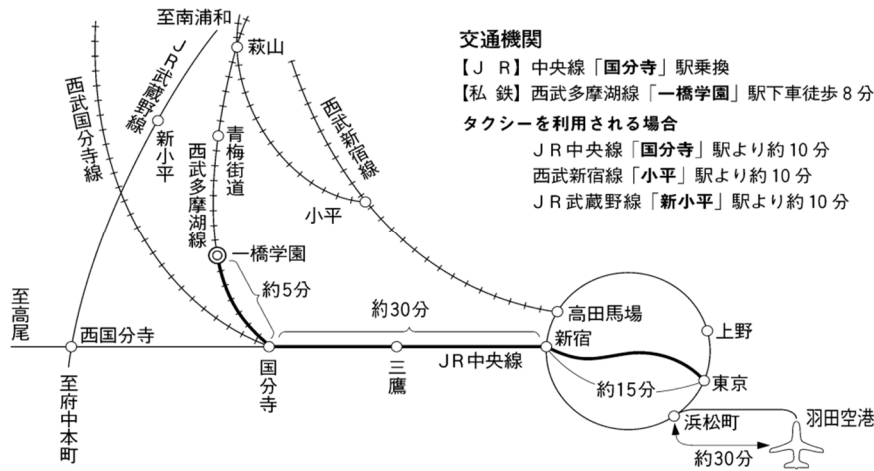 交通機関
【ＪＲ】中央線「国分寺」駅乗換
【私鉄】西武多摩湖線「一橋学園」駅下車徒歩８分
タクシーを利用される場合
ＪＲ中央線「国分寺」駅より約10分
西武新宿線「小平」駅より約10分
ＪＲ武蔵野線「新小平」駅より約10分
至南浦和
萩山
ＪＲ武蔵野線
西武国分寺線
新小平
青梅街道
西武多摩湖線
西武新宿線
小平
一橋学園
約5分
至高尾
西国分寺
約30分
高田馬場
新宿
上野
国分寺
三鷹
ＪＲ中央線
約15分
東京
至府中本町
浜松町
羽田空港
約30分